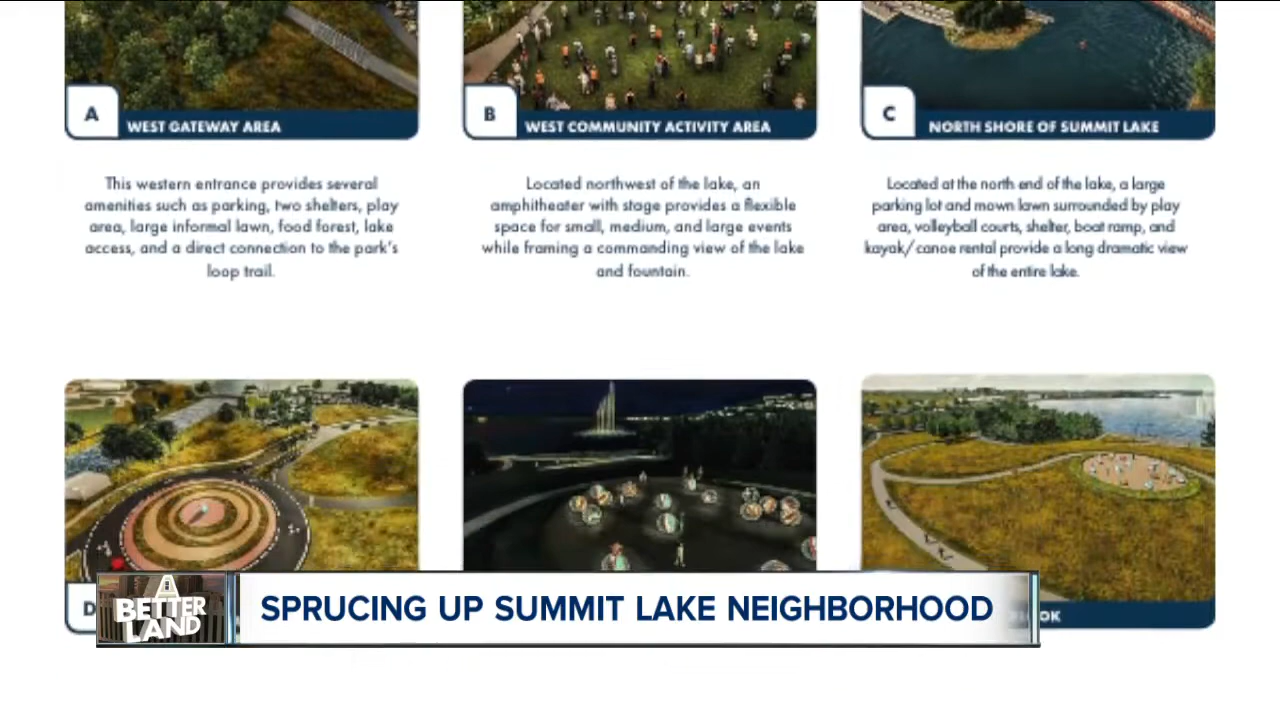 A
WEST GATEWAY AREA
This western entrance provides several
amenities such as parking, two shelters, play
area, large informal lawn, food forest, lake
access, and a direct connection to the park's
loop trail.
B
WEST COMMUNITY ACTIVITY AREA
Located northwest of the lake, an
amphitheater with stage provides a flexible
space for small, medium, and large events
while framing a commanding view of the lake
and fountain.
C
NORTH SHORE OF SUMMIT LAKE
Located at the north end of the lake, a large
parking lot and mown lawn surrounded by play
area, volleyball courts, shelter, boat ramp, and
kayak/canoe rental provide a long dramatic view
of the entire lake.
D
A
BETTER
LAND
SPRUCING UP SUMMIT LAKE NEIGHBORHOOD